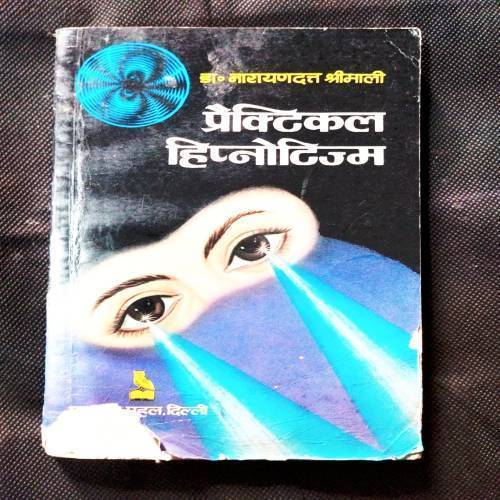 डा॰ नारायणदत्त श्रीमाली
प्रैक्टिकल
हिप्नोटिज्म
महल, दिल्ली